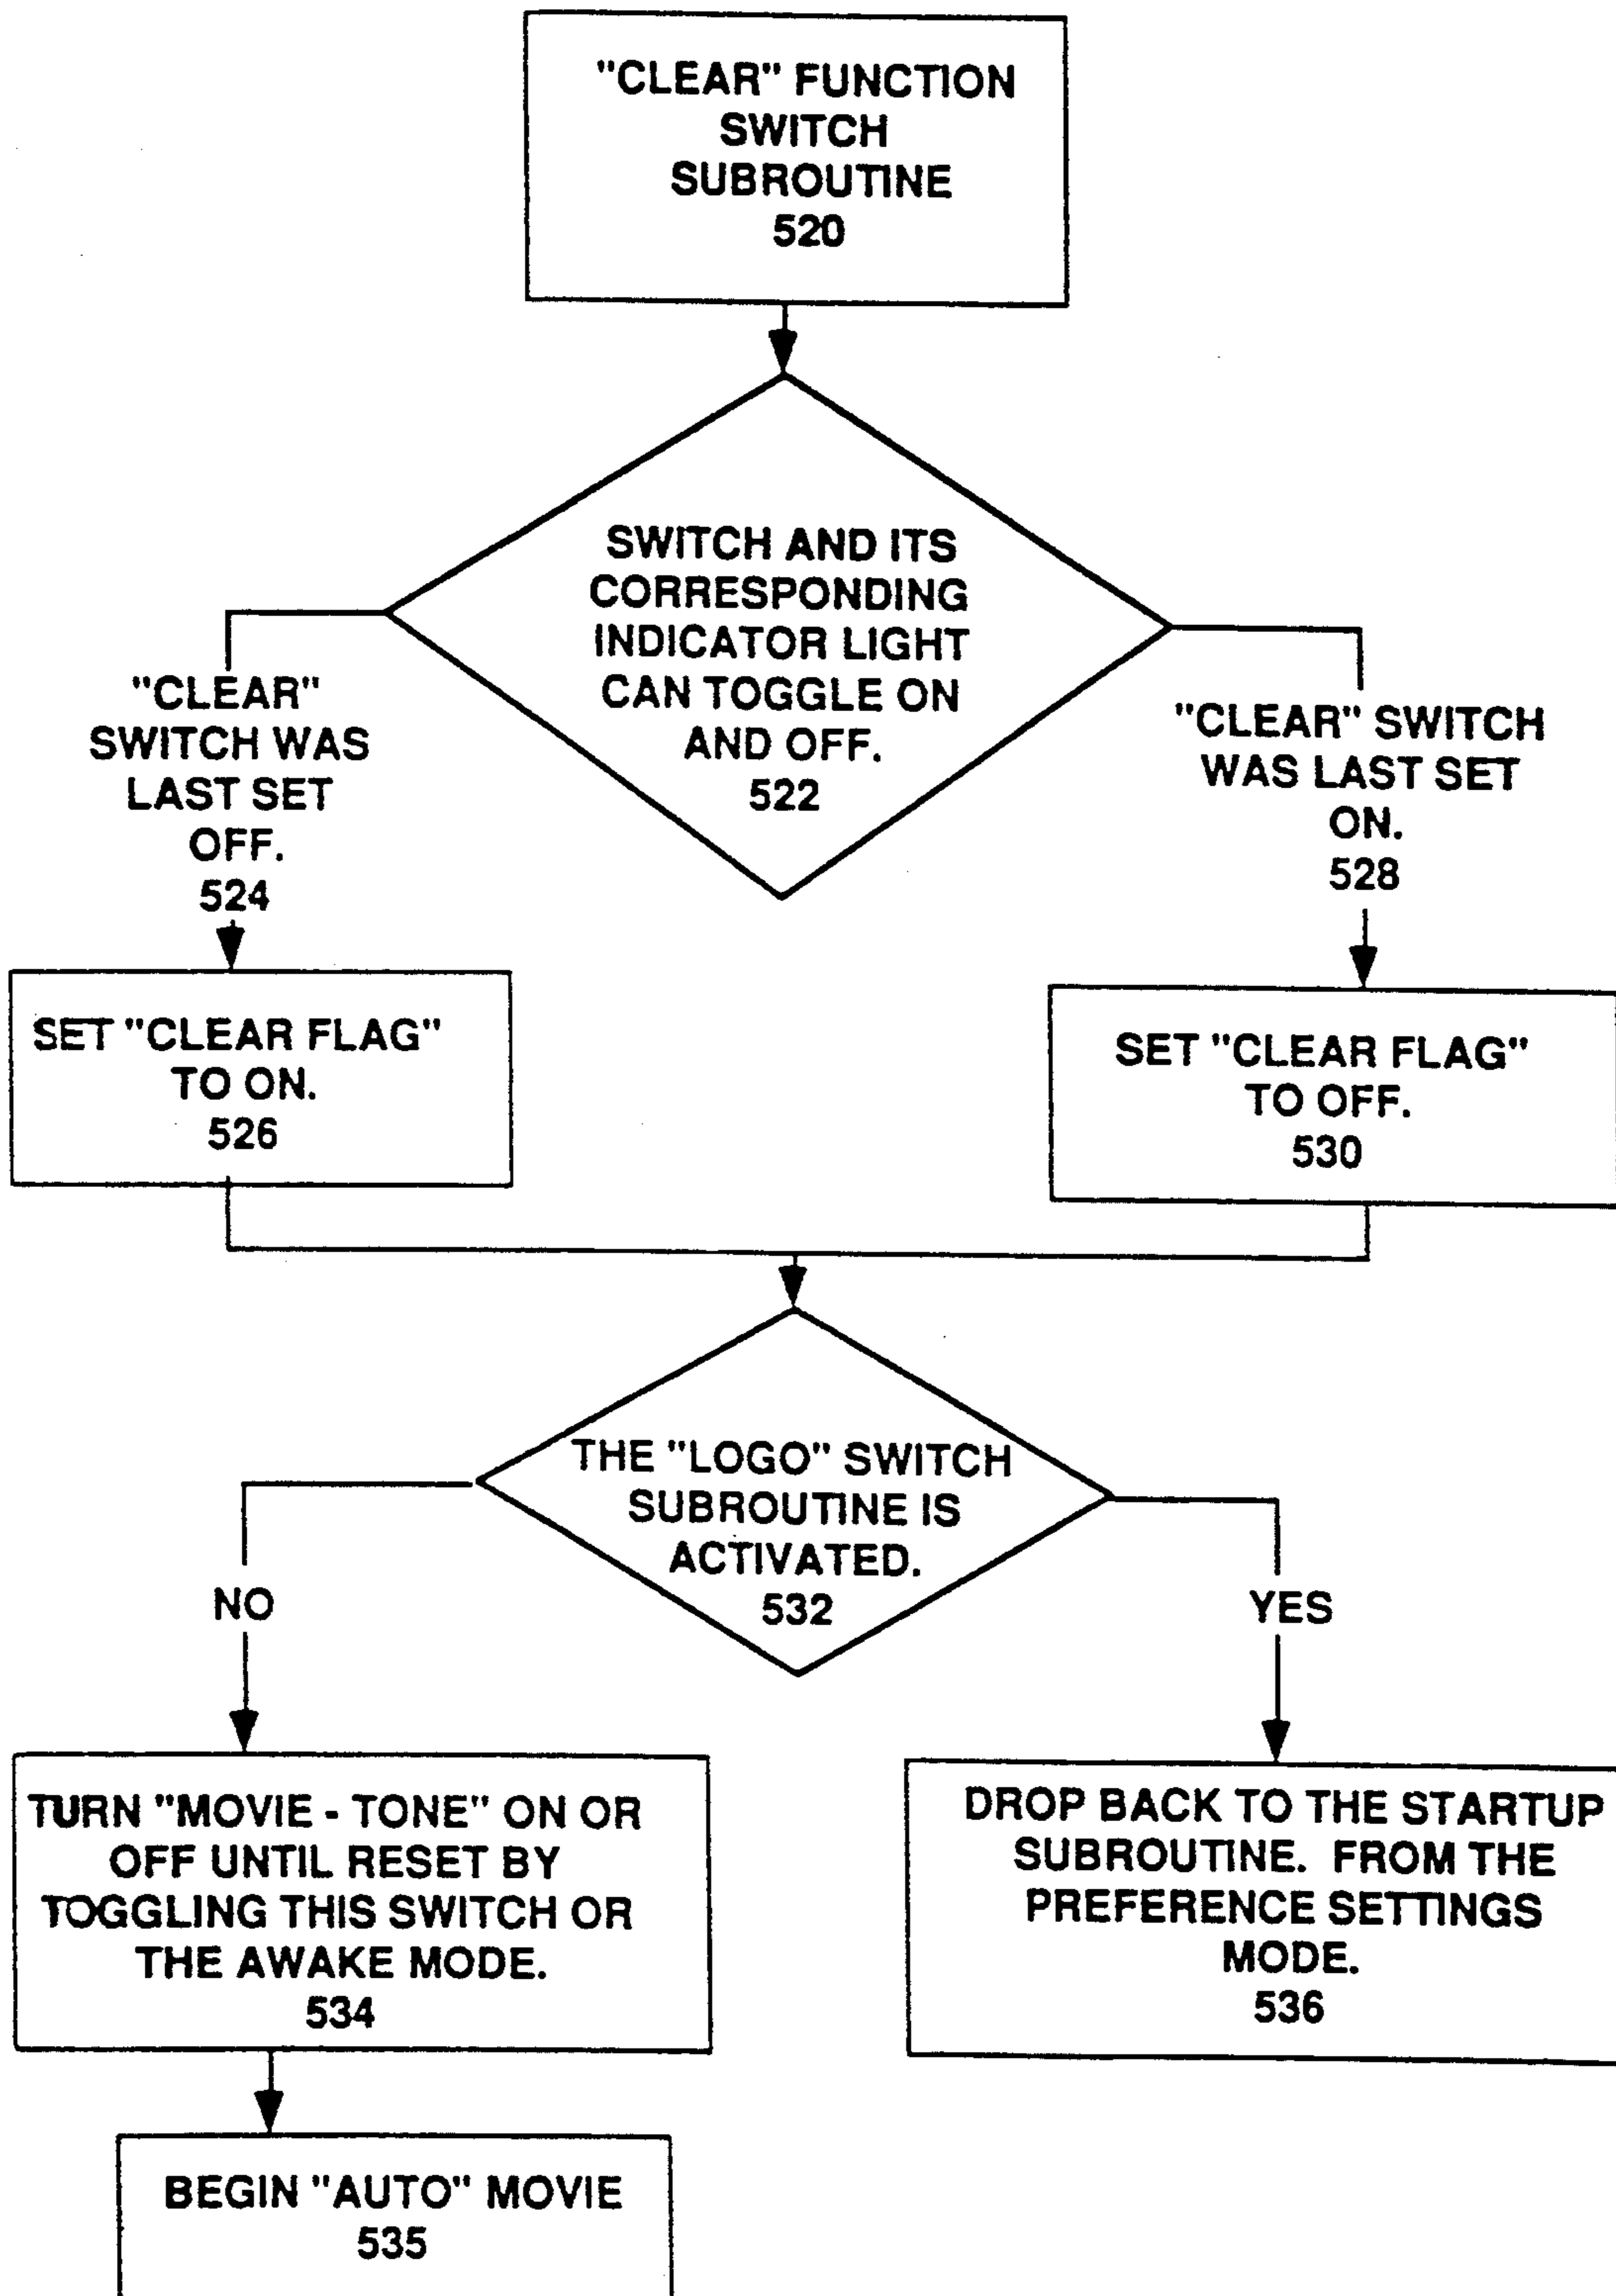 "CLEAR" FUNCTION
SWITCH
SUBROUTINE
520
SWITCH AND ITS
CORRESPONDING
INDICATOR LIGHT
CAN TOGGLE ON
AND OFF.
522
"CLEAR"
SWITCH WAS
LAST SET
OFF.
524
"CLEAR" SWITCH
WAS LAST SET
ON.
528
SET "CLEAR FLAG"
TO ON.
526
SET "CLEAR FLAG"
TO OFF.
530
THE "LOGO" SWITCH
SUBROUTINE IS
ACTIVATED.
532
NO
YES
TURN "MOVIE - TONE" ON OR
OFF UNTIL RESET BY
TOGGLING THIS SWITCH OR
THE AWAKE MODE.
534
DROP BACK TO THE STARTUP
SUBROUTINE. FROM THE
PREFERENCE SETTINGS
MODE.
536
BEGIN "AUTO" MOVIE
535